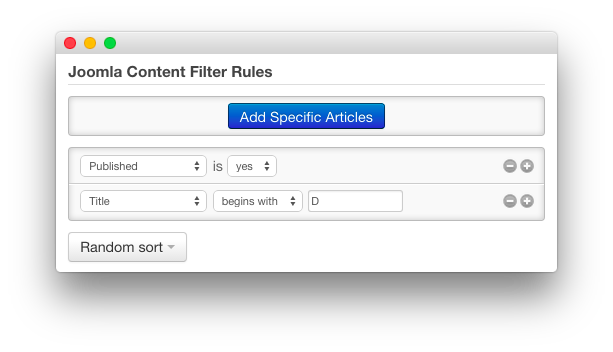 Joomla Content Filter Rules
Add Specific Articles
Published is yes
Title begins with D
Random sort